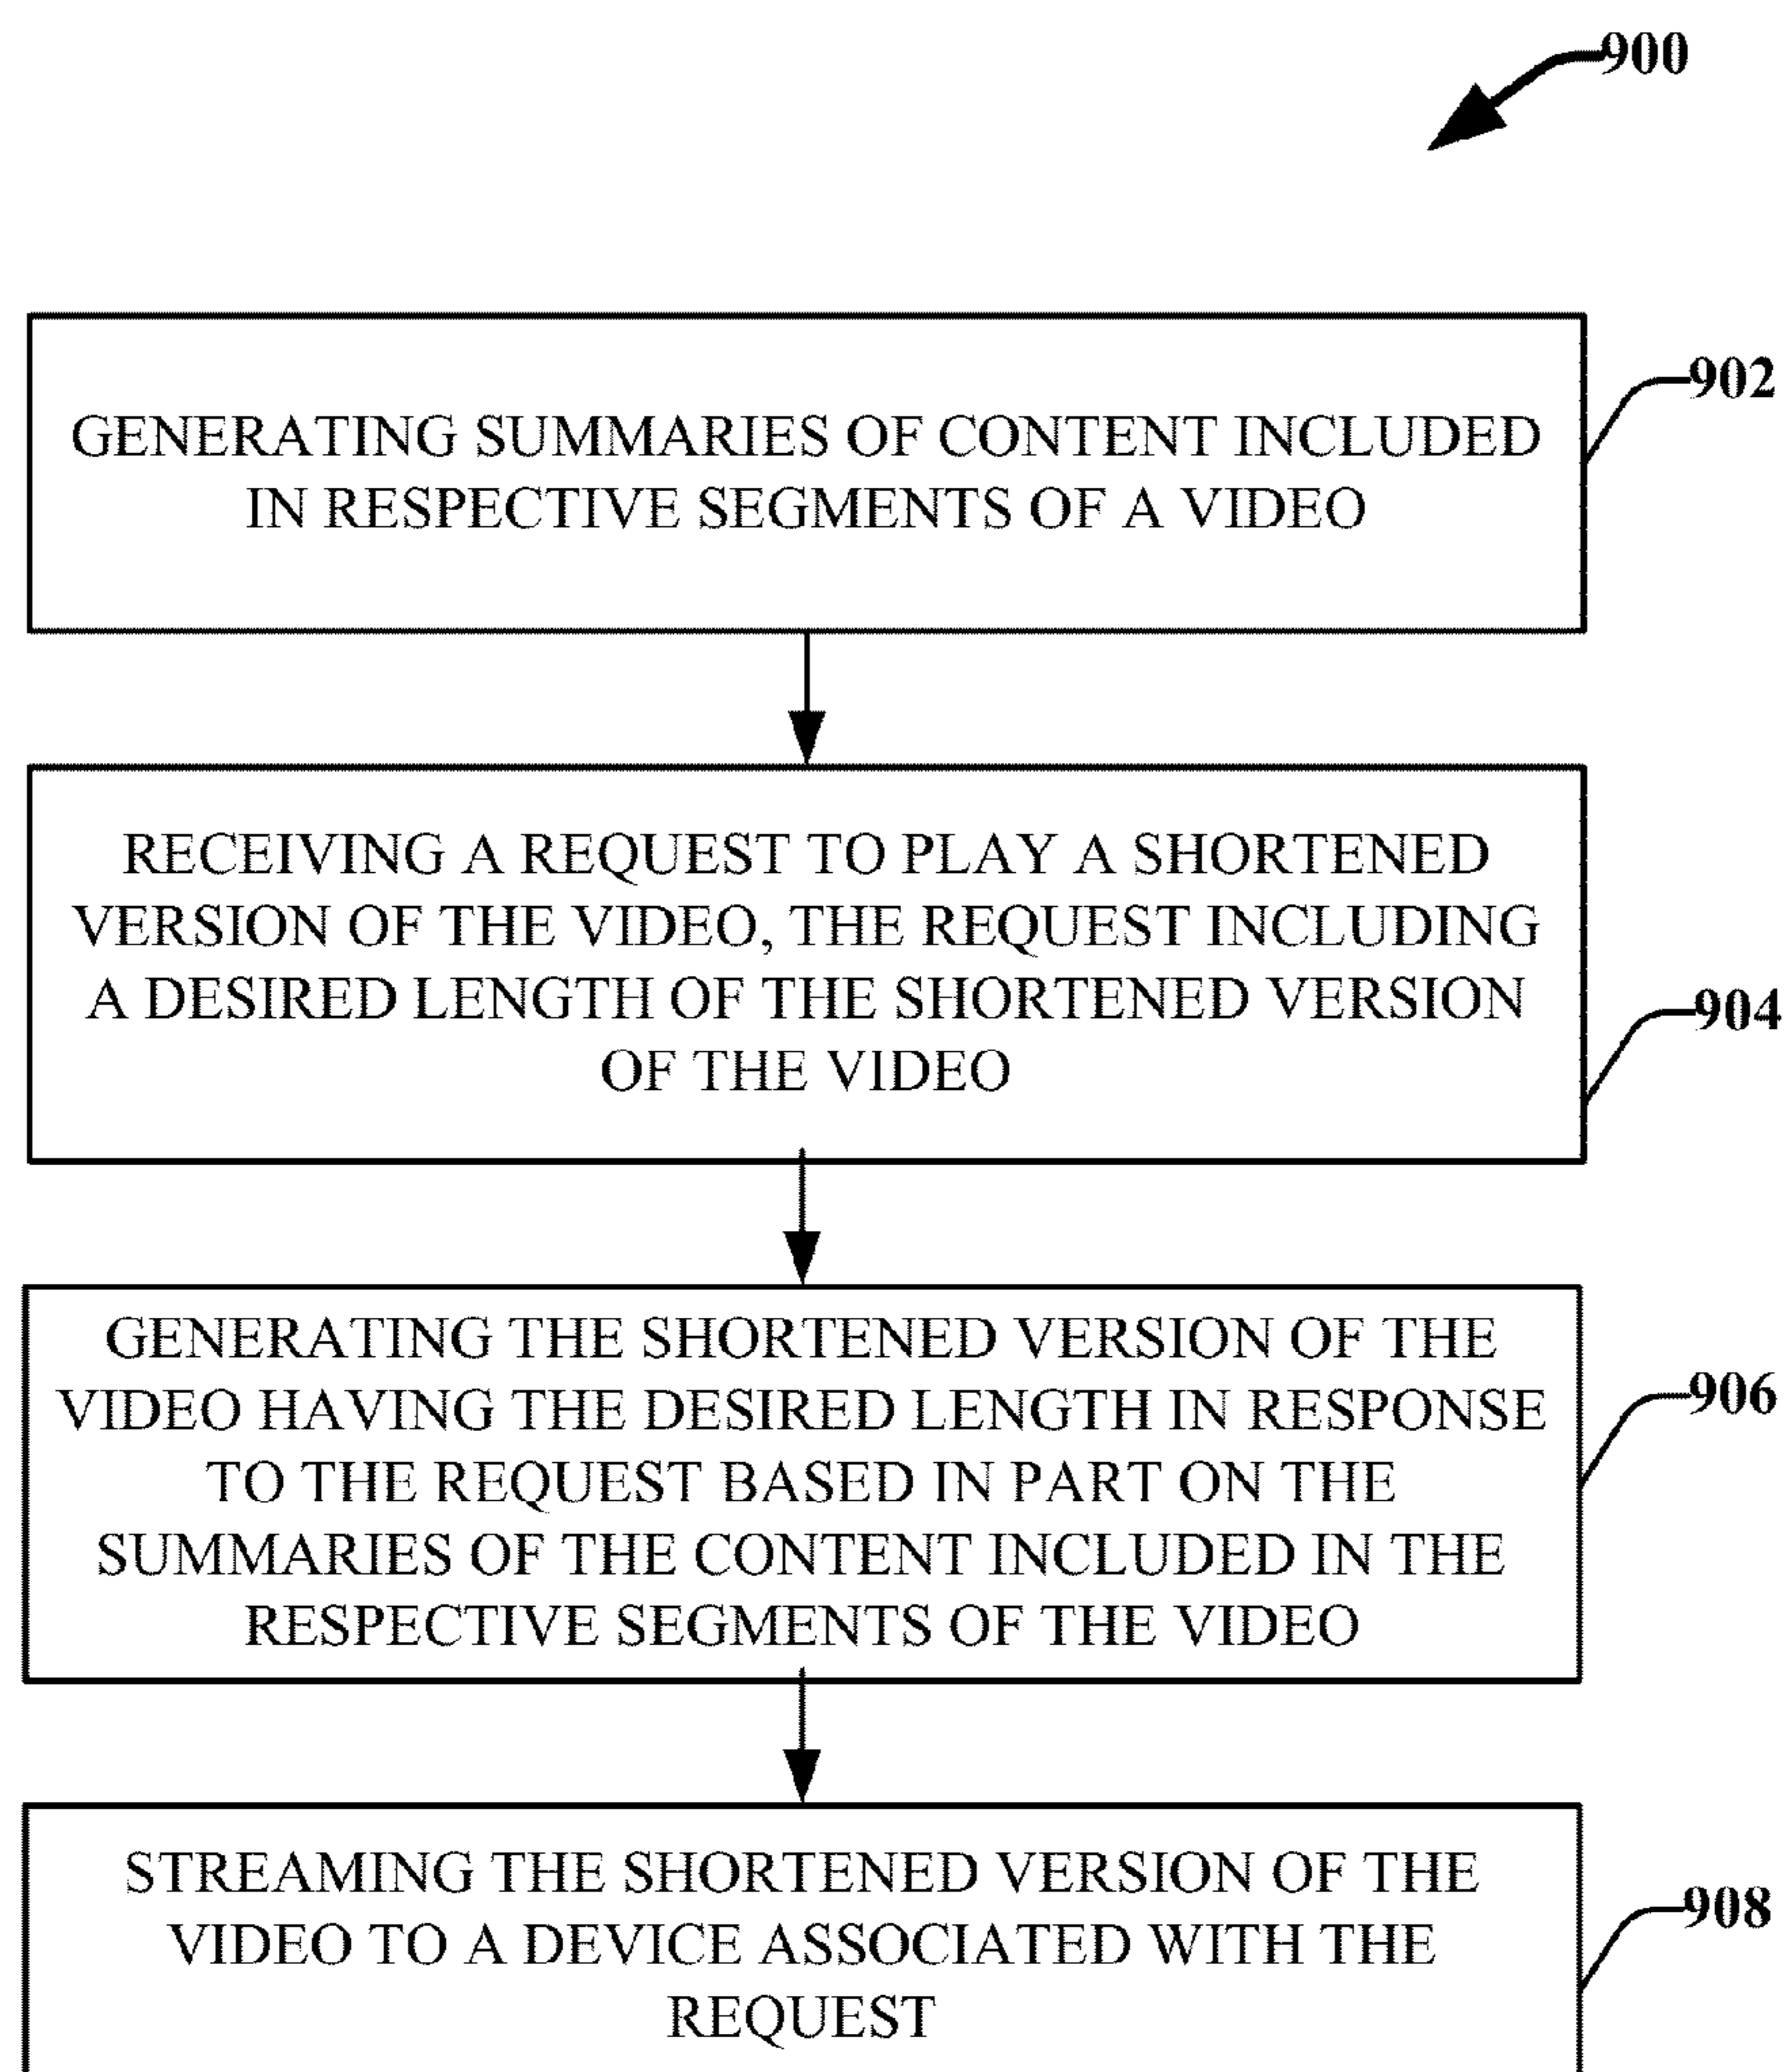 900
GENERATING SUMMARIES OF CONTENT INCLUDED
IN RESPECTIVE SEGMENTS OF A VIDEO
902
RECEIVING A REQUEST TO PLAY A SHORTENED
VERSION OF THE VIDEO, THE REQUEST INCLUDING
A DESIRED LENGTH OF THE SHORTENED VERSION
OF THE VIDEO
904
GENERATING THE SHORTENED VERSION OF THE
VIDEO HAVING THE DESIRED LENGTH IN RESPONSE
TO THE REQUEST BASED IN PART ON THE
SUMMARIES OF THE CONTENT INCLUDED IN THE
RESPECTIVE SEGMENTS OF THE VIDEO
906
STREAMING THE SHORTENED VERSION OF THE
VIDEO TO A DEVICE ASSOCIATED WITH THE
REQUEST
908